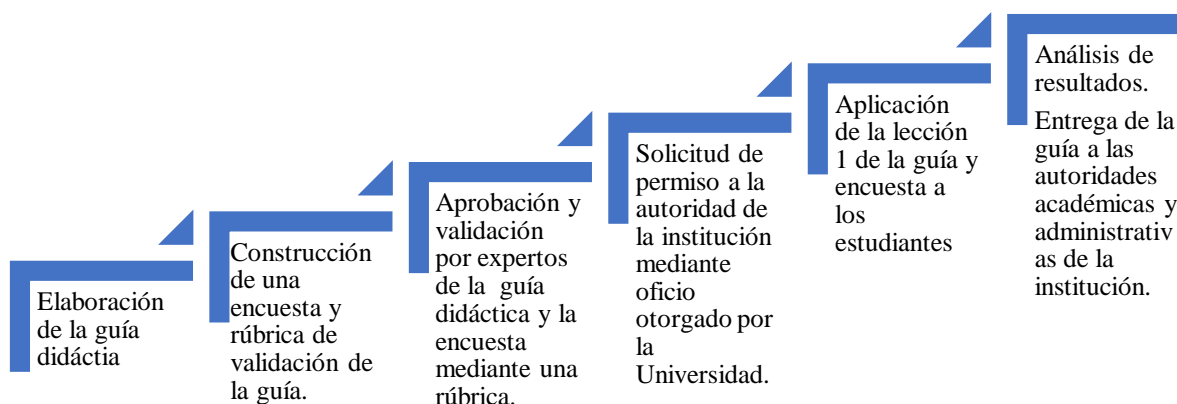 Elaboración
de la guía
didáctia
Construcción
de una
encuesta y
rúbrica de
validación de
la guía.
Aprobación y
validación
por expertos
de la guía
didáctica y la
encuesta
mediante una
rúbrica.
Solicitud de
permiso a la
autoridad de
la institución
mediante
oficio
otorgado por
la
Universidad.
Aplicación
de la lección
1 de la guía y
encuesta a
los
estudiantes
Análisis de
resultados.
Entrega de la
guía a las
autoridades
académicas y
administrativ
as de la
institución.